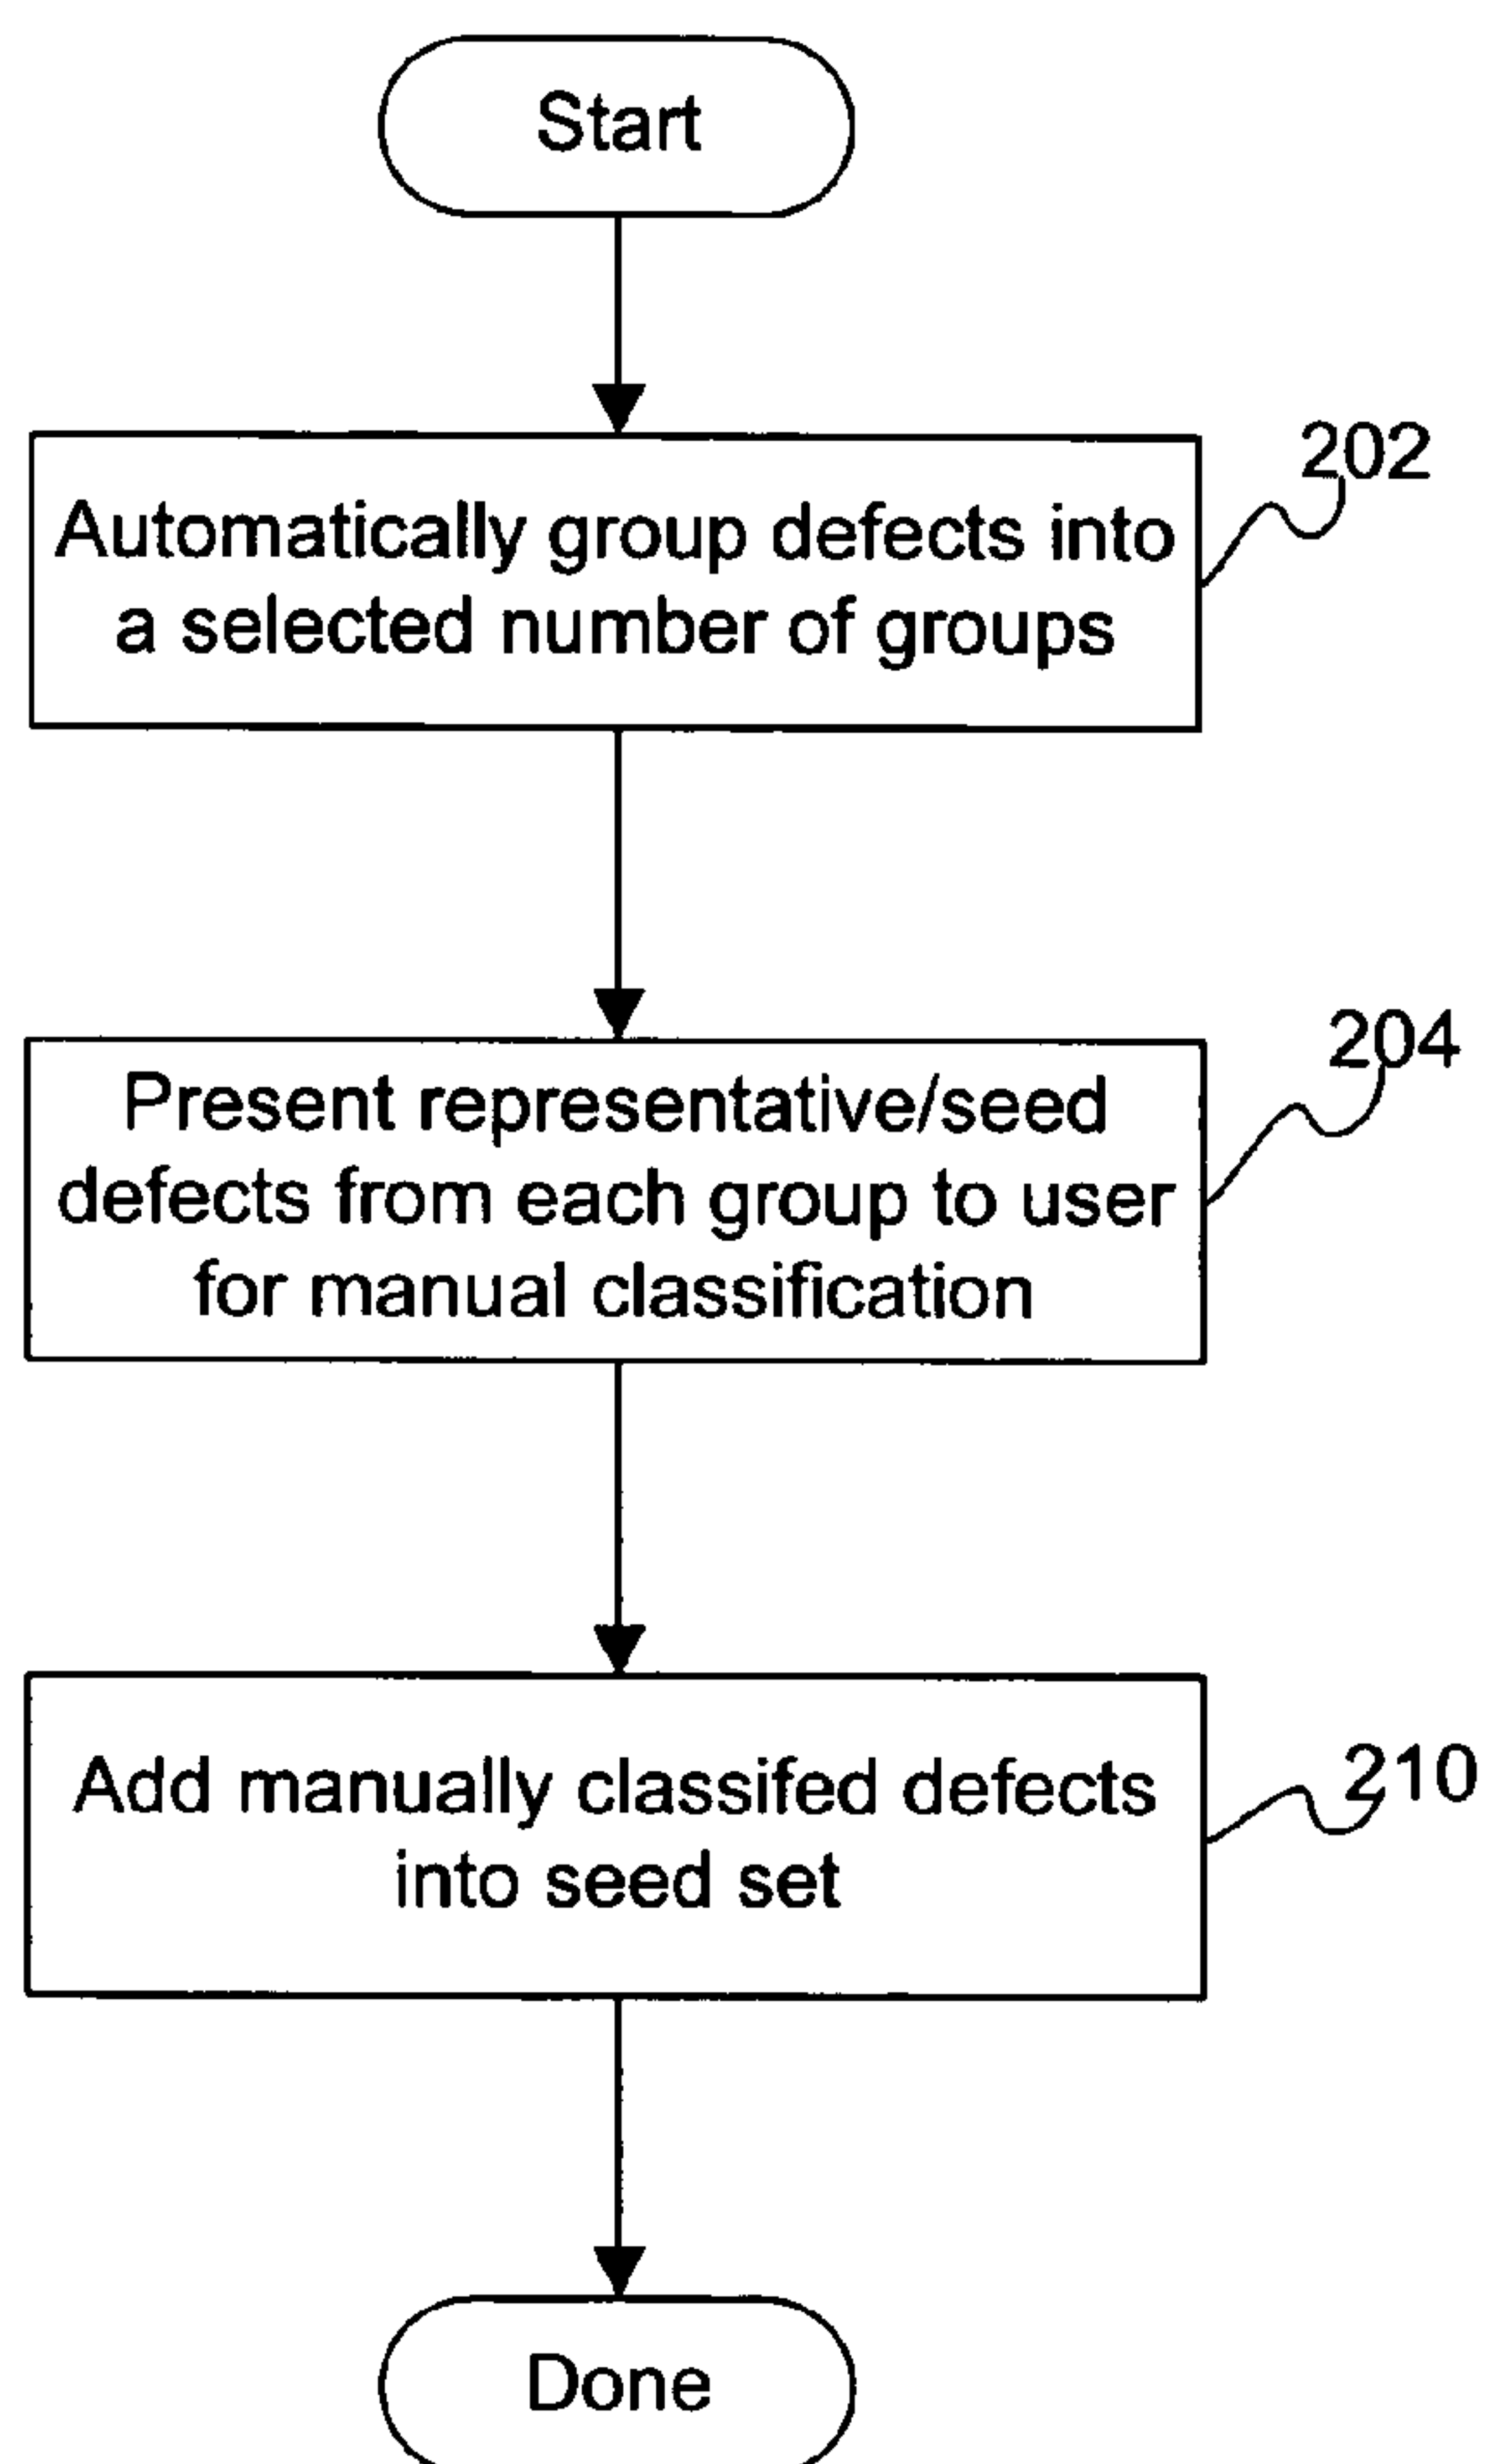 Start
202
Automatically group defects into
a selected number of groups
204
Present representative/seed
defects from each group to user
for manual classification
210
Add manually classifed defects
into seed set
Done